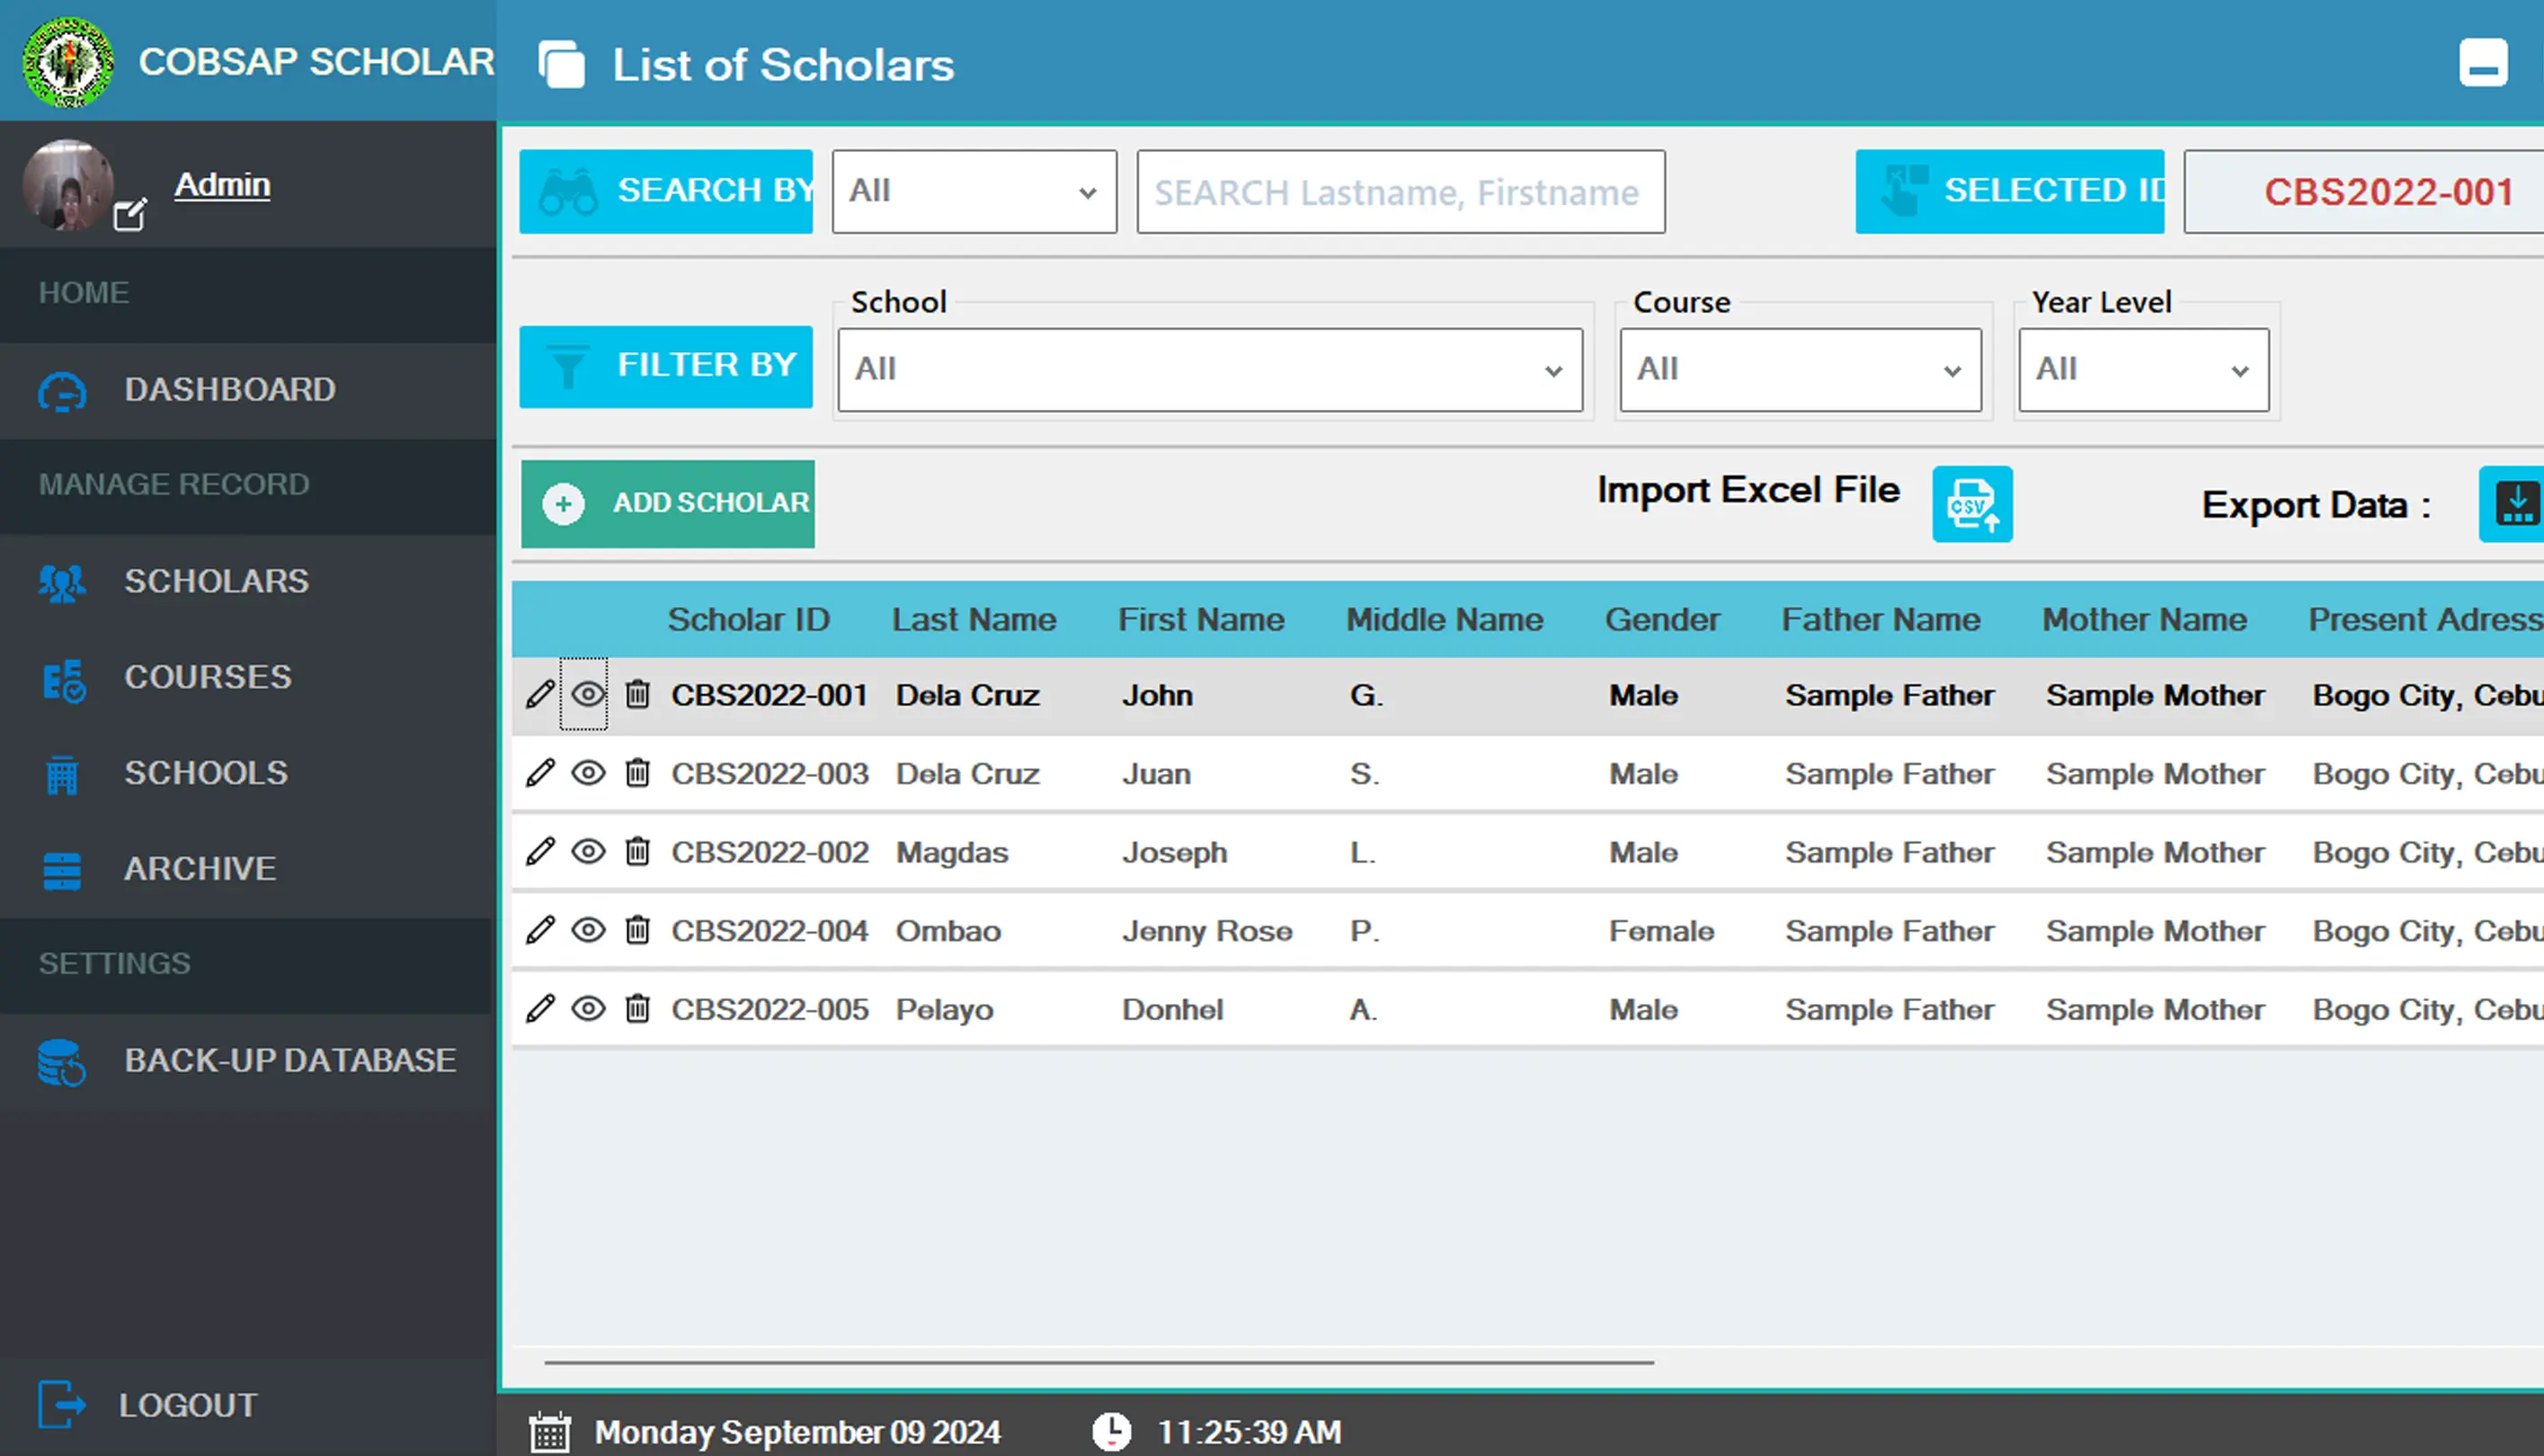 COBSAP SCHOLAR
List of Scholars
Admin
SEARCH BY
All
SEARCH Lastname, Firstname
SELECTED ID
CBS2022-001
HOME
School
Course
Year Level
FILTER BY
All
All
All
DASHBOARD
MANAGE RECORD
ADD SCHOLAR
Import Excel File
CSV
Export Data :
SCHOLARS
COURSES
SCHOOLS
ARCHIVE
SETTINGS
BACK-UP DATABASE
LOGOUT
Scholar ID Last Name First Name Middle Name Gender Father Name Mother Name Present Adress
CBS2022-001 Dela Cruz John G. Male Sample Father Sample Mother Bogo City, Cebu
CBS2022-003 Dela Cruz Juan S. Male Sample Father Sample Mother Bogo City, Cebu
CBS2022-002 Magdas Joseph L. Male Sample Father Sample Mother Bogo City, Cebu
CBS2022-004 Ombao Jenny Rose P. Female Sample Father Sample Mother Bogo City, Cebu
CBS2022-005 Pelayo Donhel A. Male Sample Father Sample Mother Bogo City, Cebu
Monday September 09 2024
11:25:39 AM